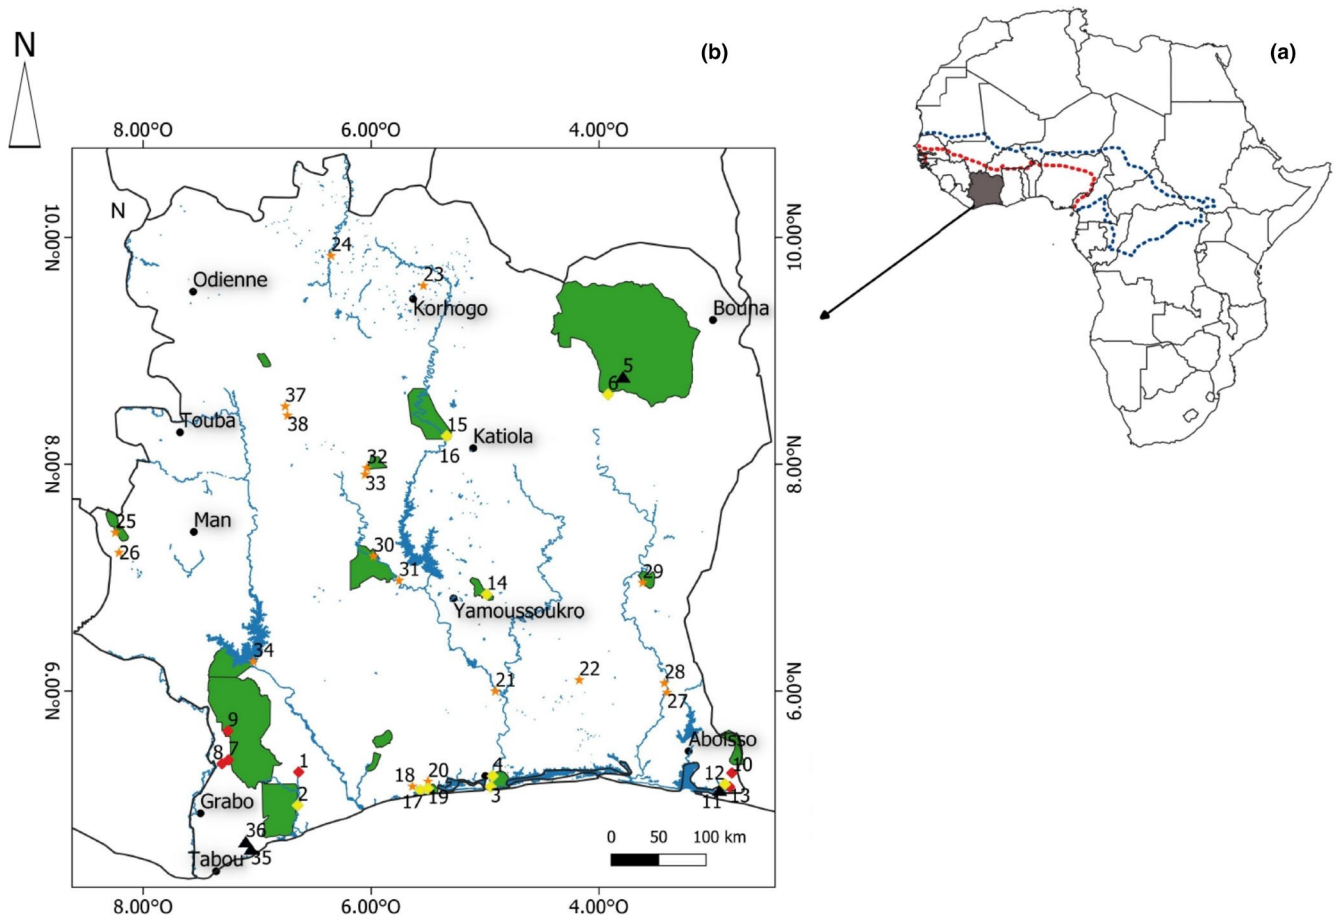 N
(b)
(a)
8.00°O
6.00°O
4.00°O
N
10.00°N
10.00°N
24
23
Odienne
Korhogo
Bouna
5
6
37
38
Touba
15
Katiola
16
32
33
8.00°N
8.00°N
25
Man
26
30
31
14
29
Yamoussoukro
34
21
22
28
27
6.00°N
6.00°N
9
8
7
1
Aboisso
4
12
10
18
20
17
19
3
11
13
2
Grabo
36
35
Tabou
0
50
100 km
8.00°O
6.00°O
4.00°O